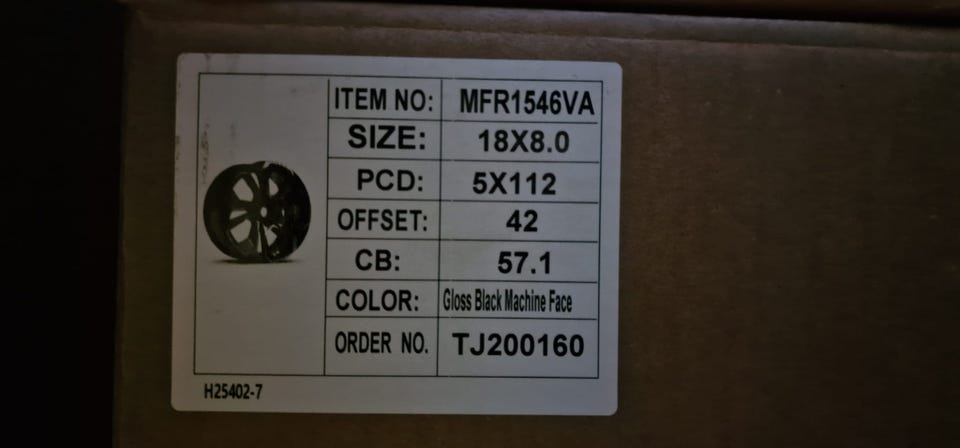 ITEM NO: MFR1546VA
SIZE: 18X8.0
PCD: 5X112
OFFSET: 42
CB: 57.1
COLOR: Gloss Black Machine Face
ORDER NO. TJ200160
H25402-7